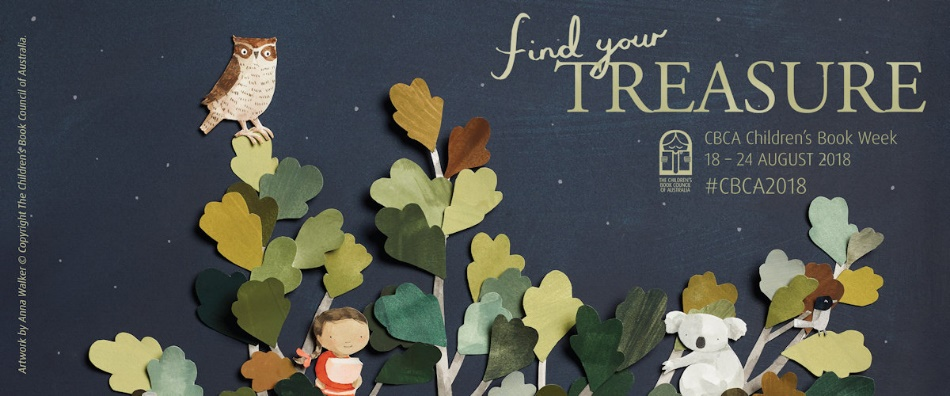 find your
TREASURE
CBCA Children's Book Week
18 – 24 AUGUST 2018
#CBCA2018
THE CHILDREN'S
BOOK COUNCIL
OF AUSTRALIA
Artwork by Anna Walker © Copyright The Children's Book Council of Australia.